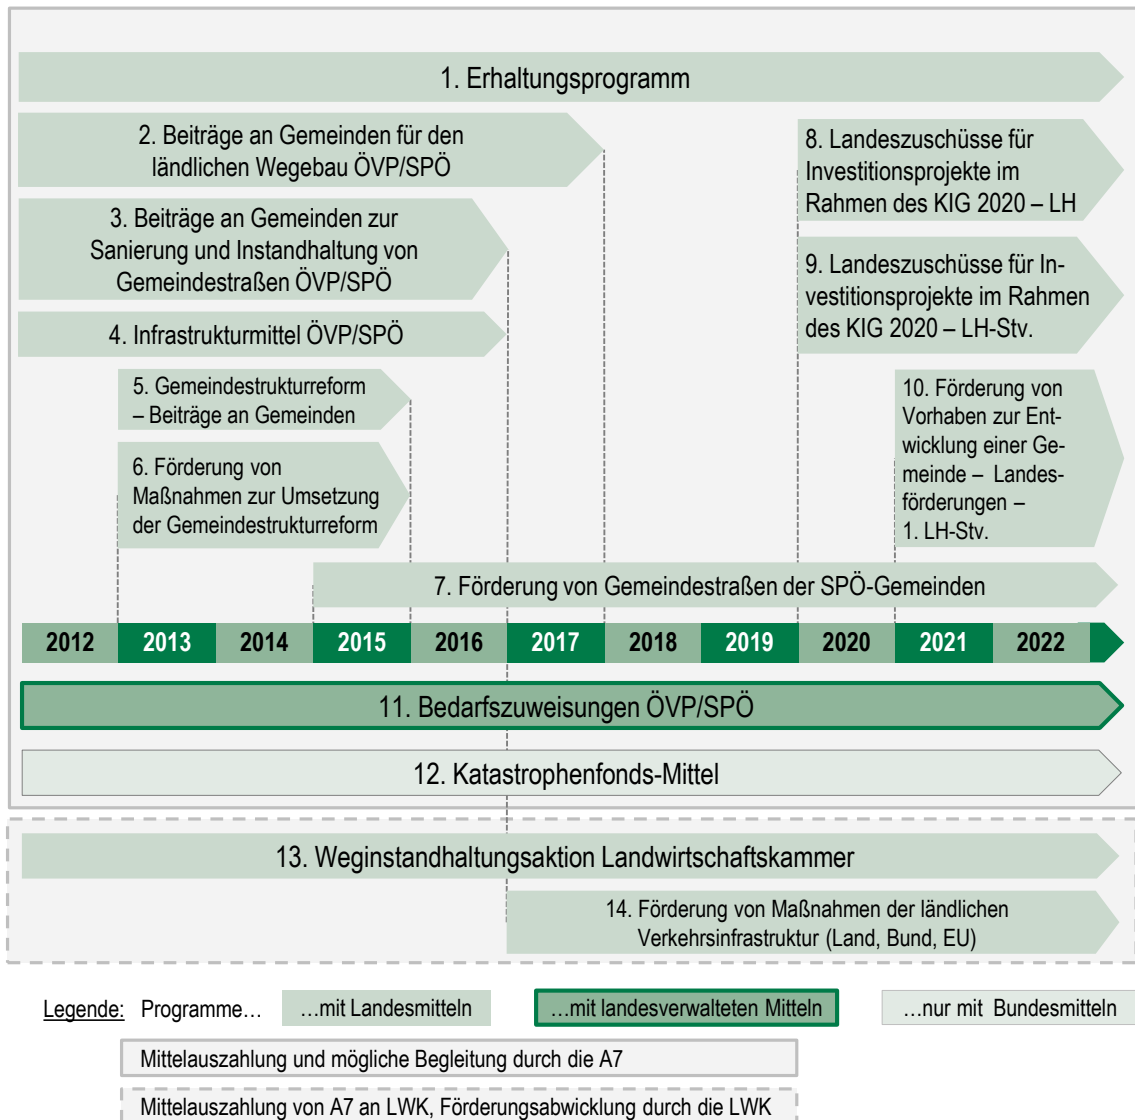 1. Erhaltungsprogramm
2. Beiträge an Gemeinden für den
ländlichen Wegebau ÖVP/SPÖ
3. Beiträge an Gemeinden zur
Sanierung und Instandhaltung von
Gemeindestraßen ÖVP/SPÖ
4. Infrastrukturmittel ÖVP/SPÖ
5. Gemeindestrukturreform
– Beiträge an Gemeinden
6. Förderung von
Maßnahmen zur Umsetzung
der Gemeindestrukturreform
8. Landeszuschüsse für
Investitionsprojekte im
Rahmen des KIG 2020 – LH
9. Landeszuschüsse für In-
vestitionsprojekte im Rahmen
des KIG 2020 – LH-Stv.
10. Förderung von
Vorhaben zur Ent-
wicklung einer Ge-
meinde – Landes-
förderungen –
1. LH-Stv.
7. Förderung von Gemeindestraßen der SPÖ-Gemeinden
2012 2013 2014 2015 2016 2017 2018 2019 2020 2021 2022
11. Bedarfszuweisungen ÖVP/SPÖ
12. Katastrophenfonds-Mittel
13. Weginstandhaltungsaktion Landwirtschaftskammer
14. Förderung von Maßnahmen der ländlichen
Verkehrsinfrastruktur (Land, Bund, EU)
Legende: Programme… …mit Landesmitteln …mit landesverwalteten Mitteln …nur mit Bundesmitteln
Mittelauszahlung und mögliche Begleitung durch die A7
Mittelauszahlung von A7 an LWK, Förderungsabwicklung durch die LWK